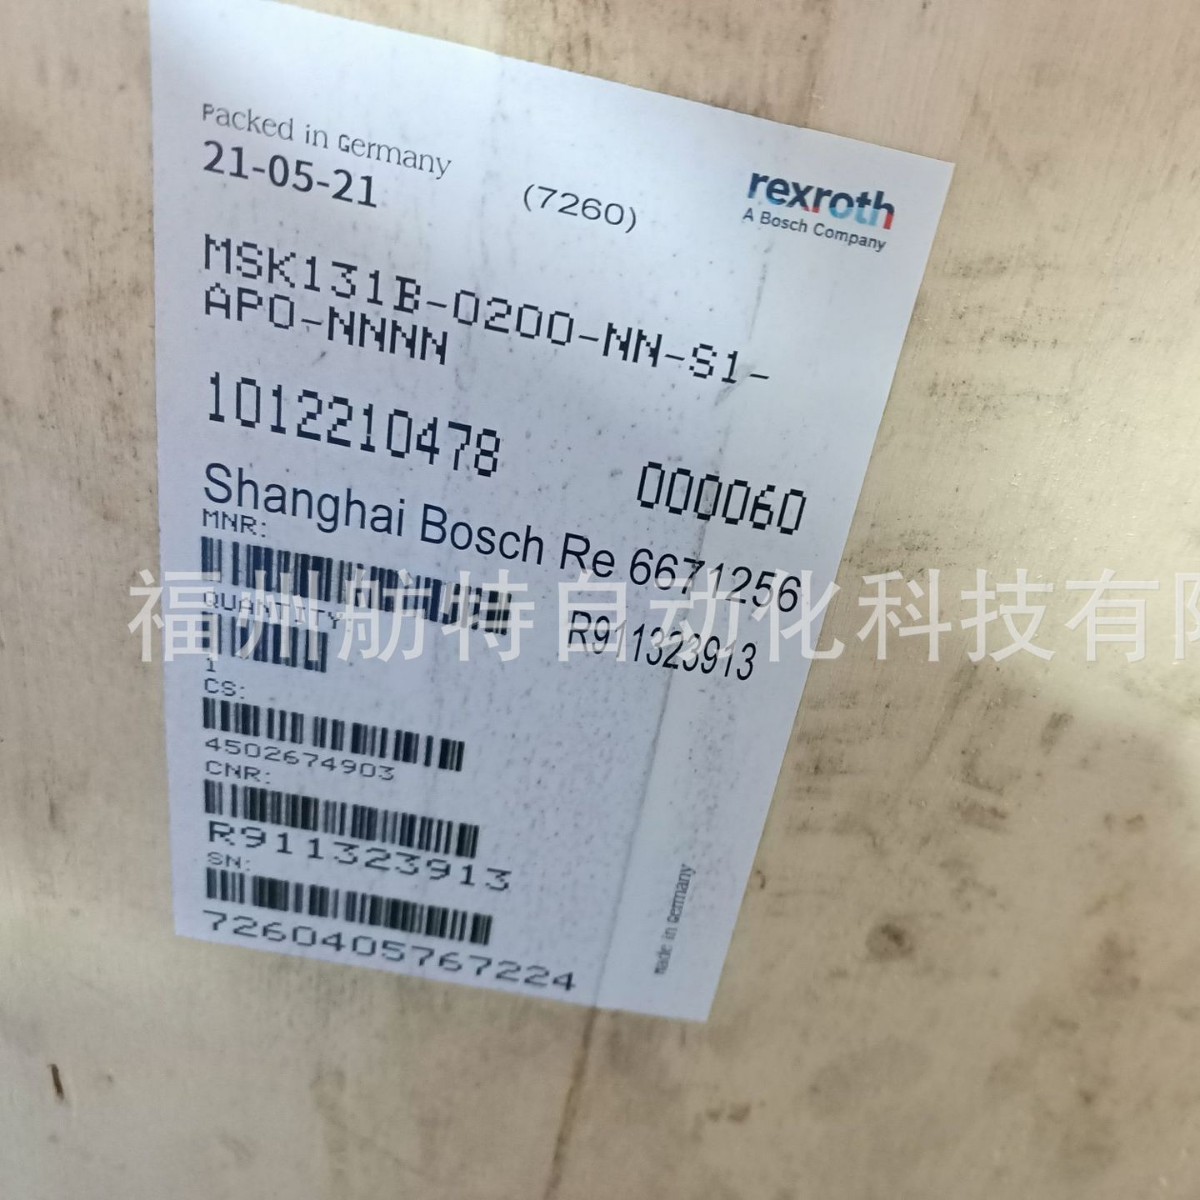 Packed in Germany
21-05-21
(7260)
rexroth
A Bosch Company
MSK131B-0200-NN-S1-
AP0-NNNN
1012210478
000060
Shanghai Bosch Re 6671256
MNR:
R911323913
QUANTITY
1
CS:
4502674903
CNR:
R911323913
SN:
7260405767224
made in Germany
福州舫特自动化科技有限